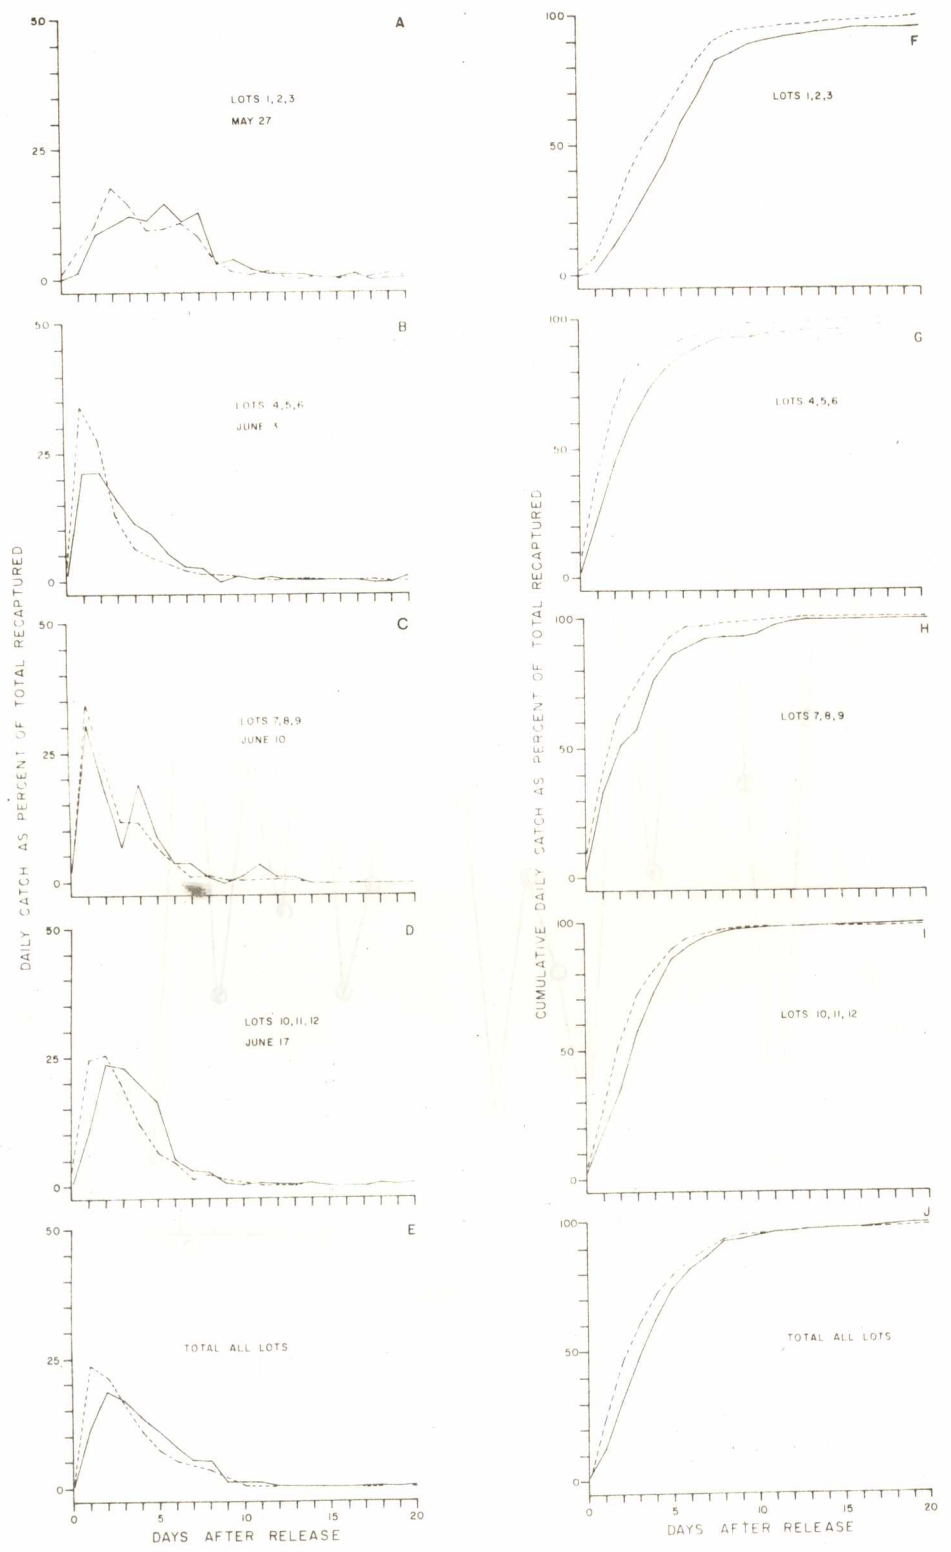 A
50
25
0
LOTS 1,2,3
MAY 27
B
50
25
0
LOTS 4,5,6
JUNE 3
C
50
25
0
LOTS 7,8,9
JUNE 10
D
50
25
0
LOTS 10,11,12
JUNE 17
E
50
25
0
TOTAL ALL LOTS
0 5 10 15 20
DAYS AFTER RELEASE
DAILY CATCH AS PERCENT OF TOTAL RECAPTURED
F
100
50
0
LOTS 1,2,3
G
100
50
0
LOTS 4,5,6
H
100
50
0
LOTS 7,8,9
I
100
50
0
LOTS 10,11,12
J
100
50
0
TOTAL ALL LOTS
0 5 10 15 20
DAYS AFTER RELEASE
CUMULATIVE DAILY CATCH AS PERCENT OF TOTAL RECAPTURED